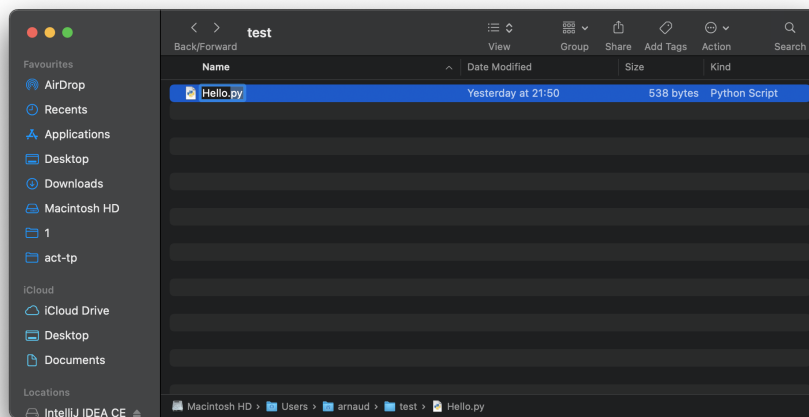 test
Back/Forward
View
Group
Share
Add Tags
Action
Search
Name
Date Modified
Size
Kind
Hello.py
Yesterday at 21:50
538 bytes
Python Script
Favourites
AirDrop
Recents
Applications
Desktop
Downloads
Macintosh HD
1
act-tp
iCloud
iCloud Drive
Desktop
Documents
Locations
IntelliJ IDEA CE
Macintosh HD › Users › arnaud › test › Hello.py